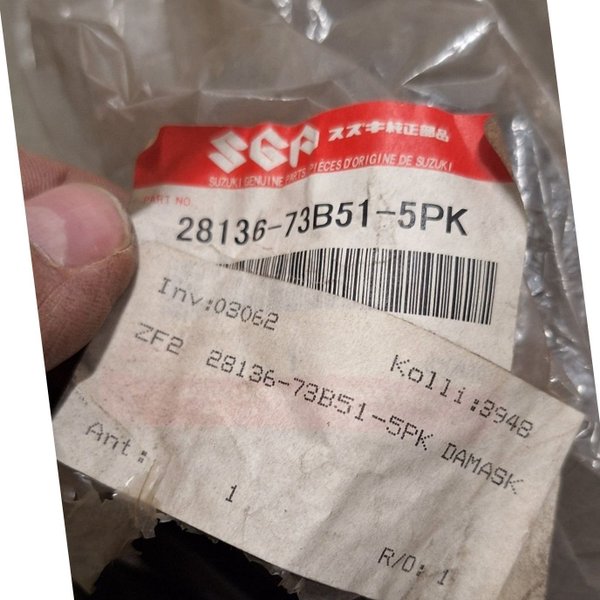 SGP スズキ純正部品
SUZUKI GENUINE PARTS PIÈCES D'ORIGINE DE SUZUKI
PART NO.
28136-73B51-5PK
Inv:03062
Kolli:3948
ZF2 28136-73B51-5PK DAMASK
Ant: 1
R/O: 1